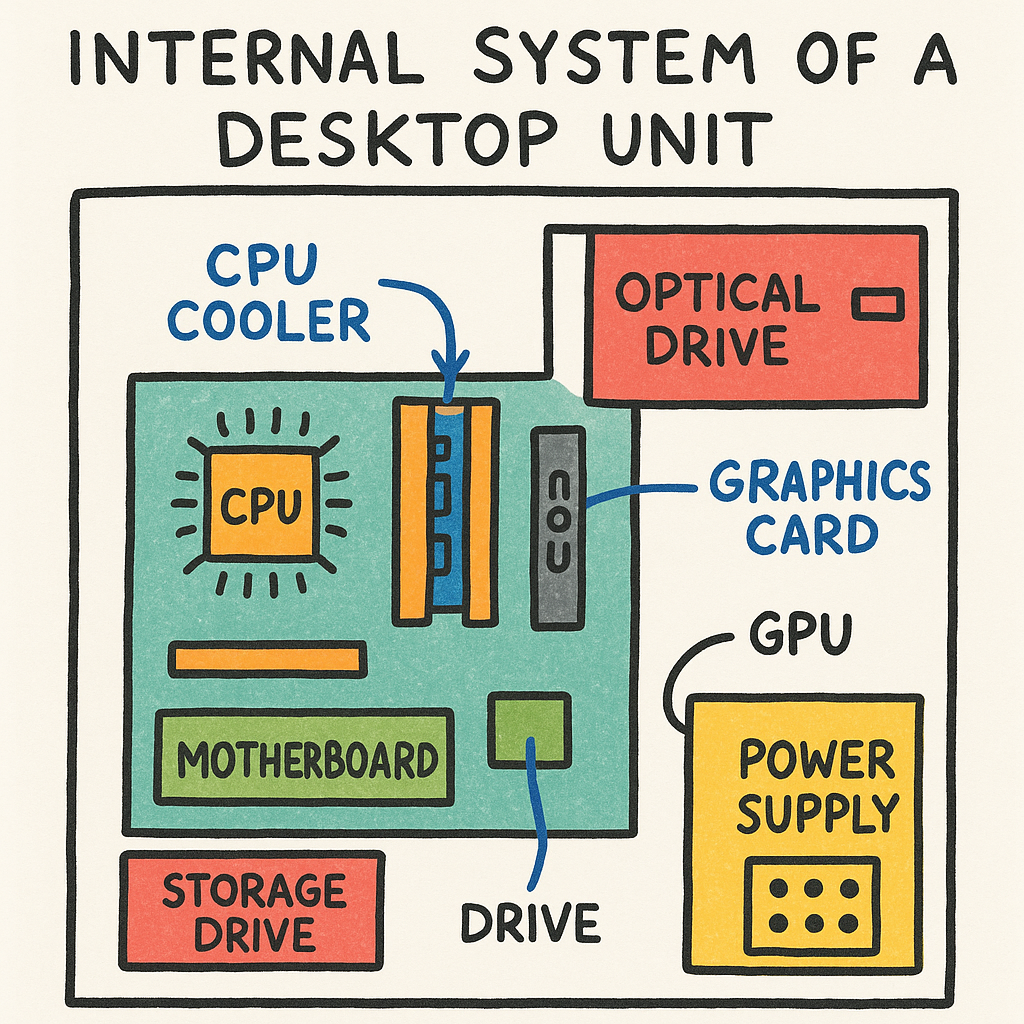 INTERNAL SYSTEM OF A
DESKTOP UNIT
CPU
COOLER
OPTICAL
DRIVE
CPU
nou
GRAPHICS
CARD
GPU
MOTHERBOARD
POWER
SUPPLY
STORAGE
DRIVE
DRIVE